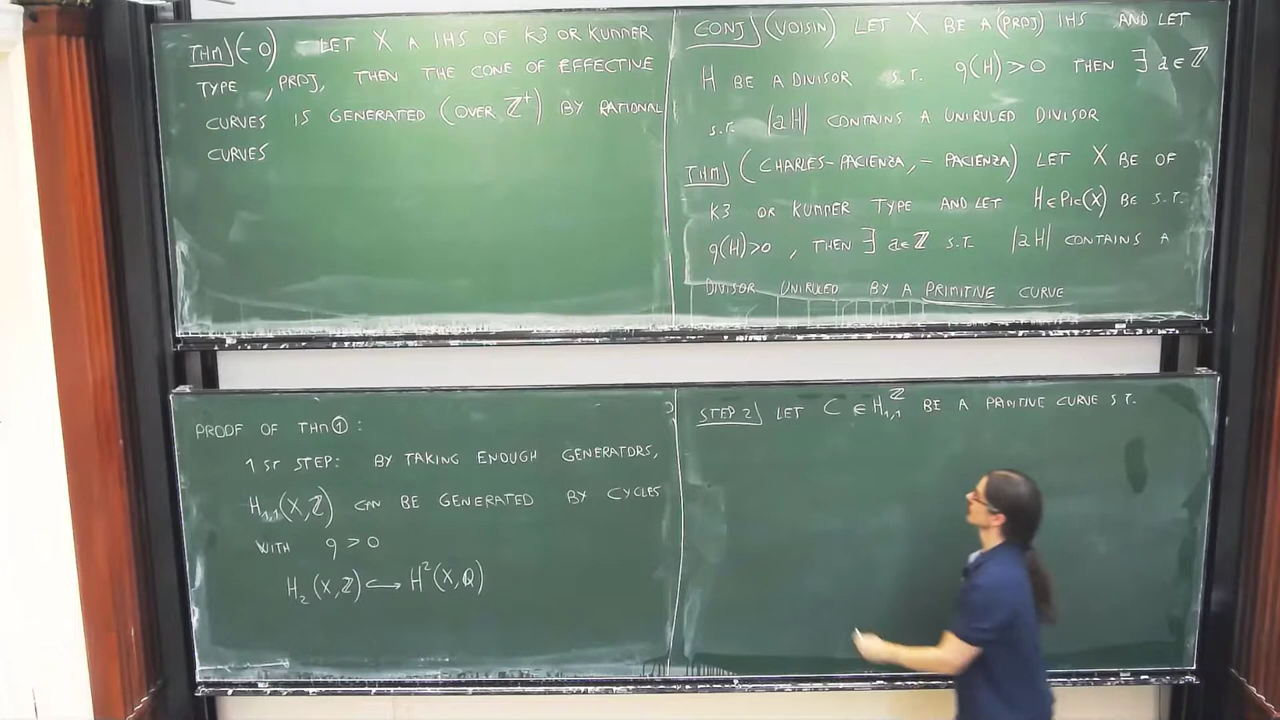 THM) (-O) LET X A IHS OF K3 OR KUMMER
TYPE, PROJ, THEN THE CONE OF EFFECTIVE
CURVES IS GENERATED (OVER ℤ⁺) BY RATIONAL
CURVES
CONJ) (VOISIN) LET X BE A (PROJ) IHS AND LET
H BE A DIVISOR S.T. q(H)>0 THEN ∃ a∈ℤ
S.T. |aH| CONTAINS A UNIRULED DIVISOR
THM) (CHARLES-PACIENZA, – PACIENZA) LET X BE OF
K3 OR KUMMER TYPE AND LET H∈PIC(X) BE S.T.
q(H)>0, THEN ∃ a∈ℤ S.T. |aH| CONTAINS A
DIVISOR UNIRULED BY A PRIMITIVE CURVE
PROOF OF THM ①:
1ST STEP: BY TAKING ENOUGH GENERATORS,
H₁,₁(X,ℤ) CAN BE GENERATED BY CYCLES
WITH q > 0
H₂(X,ℤ) ↪ H²(X,ℚ)
STEP 2) LET C ∈ H₁,₁^ℤ BE A PRIMITIVE CURVE S.T.